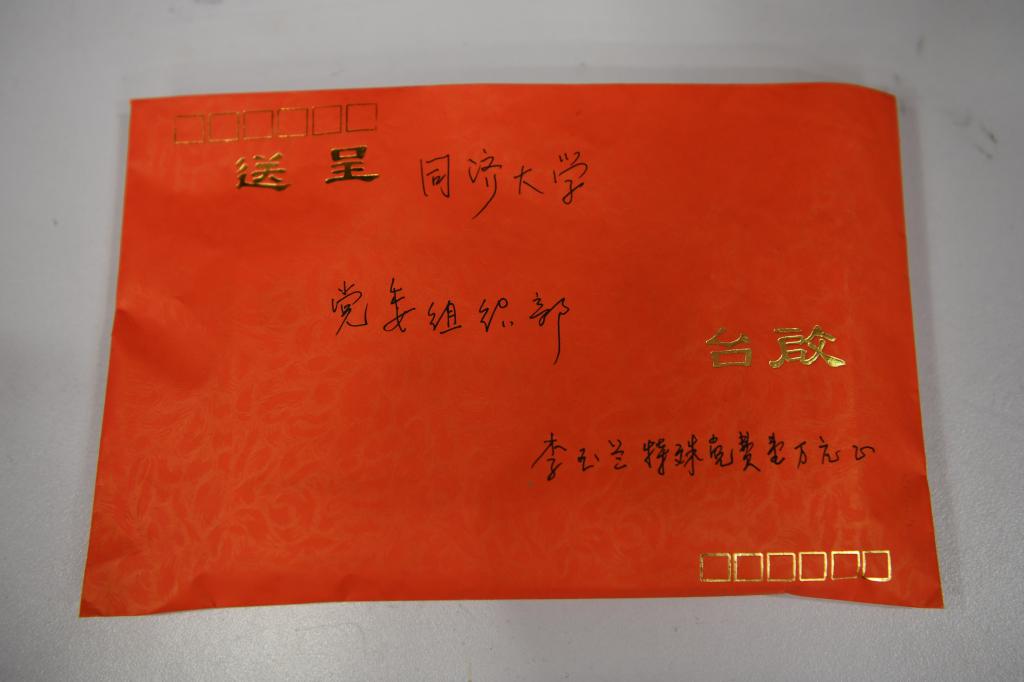 送呈 同济大学
党委组织部
台啟
李玉兰特殊党费壹万元正